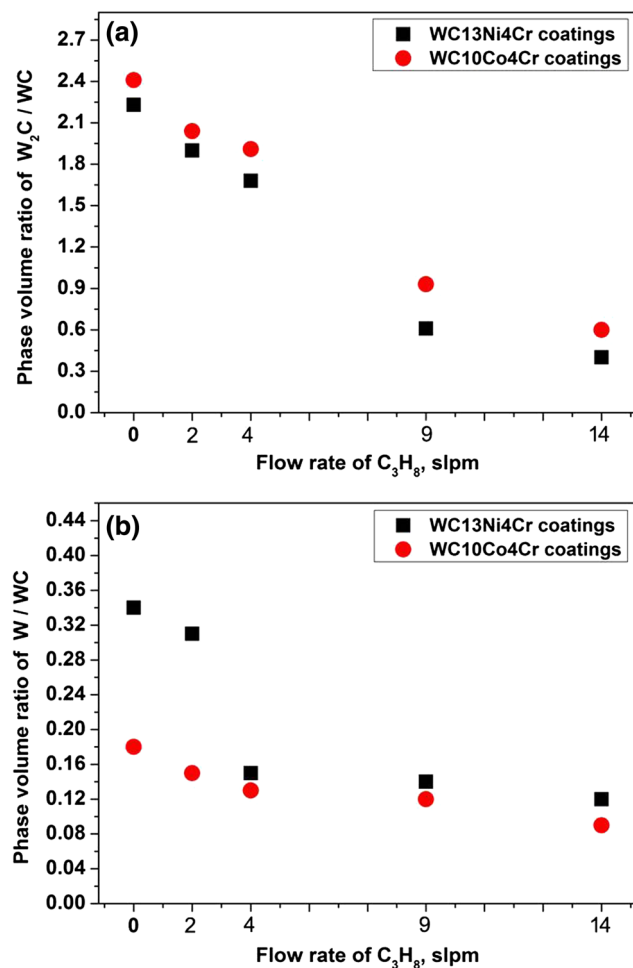 (a)
WC13Ni4Cr coatings
WC10Co4Cr coatings
Phase volume ratio of W₂C / WC
2.7
2.4
2.1
1.8
1.5
1.2
0.9
0.6
0.3
0.0
0 2 4 9 14
Flow rate of C₃H₈, slpm
(b)
WC13Ni4Cr coatings
WC10Co4Cr coatings
Phase volume ratio of W / WC
0.44
0.40
0.36
0.32
0.28
0.24
0.20
0.16
0.12
0.08
0.04
0.00
0 2 4 9 14
Flow rate of C₃H₈, slpm